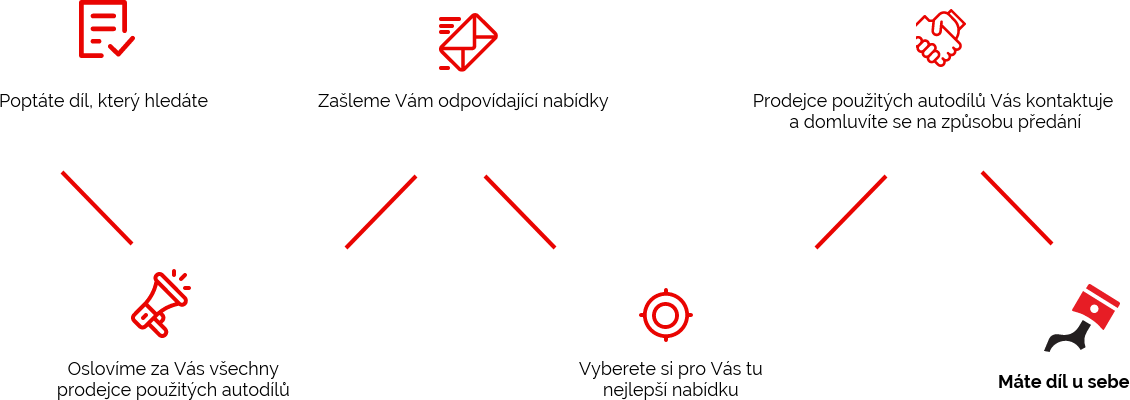 Poptáte díl, který hledáte
Oslovíme za Vás všechny
prodejce použitých autodílů
Zašleme Vám odpovídající nabídky
Vyberete si pro Vás tu
nejlepší nabídku
Prodejce použitých autodílů Vás kontaktuje
a domluvíte se na způsobu předání
Máte díl u sebe